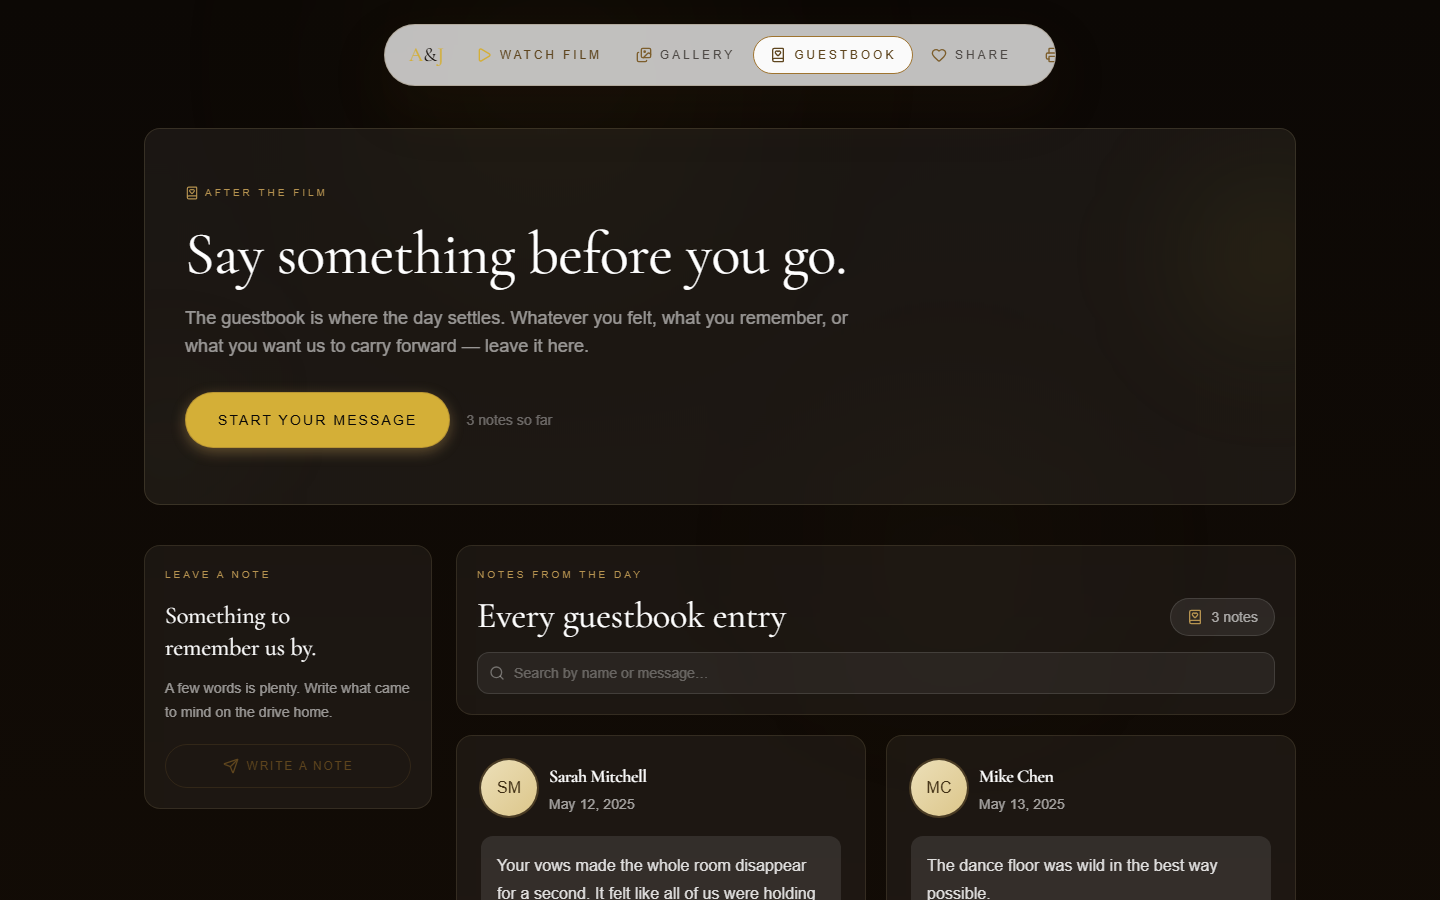 A&J
WATCH FILM
GALLERY
GUESTBOOK
SHARE
AFTER THE FILM
Say something before you go.
The guestbook is where the day settles. Whatever you felt, what you remember, or
what you want us to carry forward — leave it here.
START YOUR MESSAGE
3 notes so far
LEAVE A NOTE
Something to
remember us by.
A few words is plenty. Write what came
to mind on the drive home.
WRITE A NOTE
NOTES FROM THE DAY
Every guestbook entry
3 notes
Search by name or message...
SM
Sarah Mitchell
May 12, 2025
Your vows made the whole room disappear
for a second. It felt like all of us were holding
MC
Mike Chen
May 13, 2025
The dance floor was wild in the best way
possible.